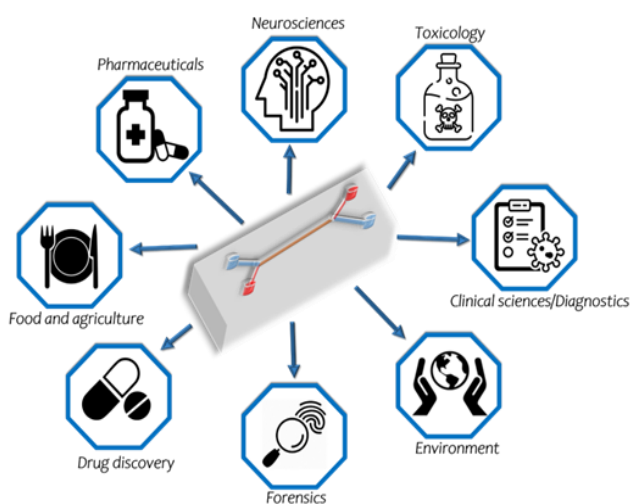 Neurosciences
Toxicology
Pharmaceuticals
Clinical sciences/Diagnostics
Food and agriculture
Environment
Drug discovery
Forensics